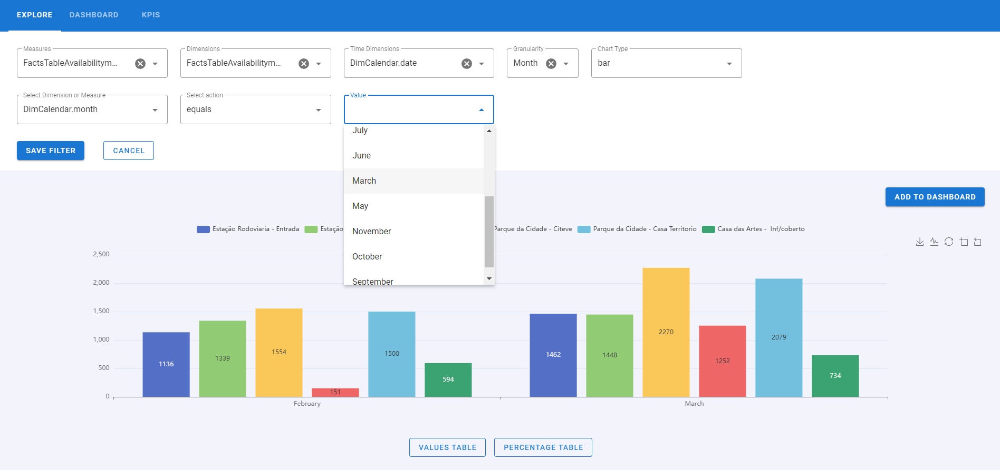 EXPLORE DASHBOARD KPIS
Measures Dimensions Time Dimensions Granularity Chart Type
FactsTableAvailabilitym... FactsTableAvailabilitym... DimCalendar.date Month bar
Select Dimension or Measure Select action Value
DimCalendar.month equals
July
SAVE FILTER CANCEL
June
March
May
November
October
September
ADD TO DASHBOARD
Estação Rodoviaria - Entrada Estação Parque da Cidade - Citeve Parque da Cidade - Casa Territorio Casa das Artes - Inf/coberto
2,500
2,000
1,500
1,000
500
0
1136 1339 1554 151 1500 594 1462 1448 2270 1252 2079 734
February March
VALUES TABLE PERCENTAGE TABLE